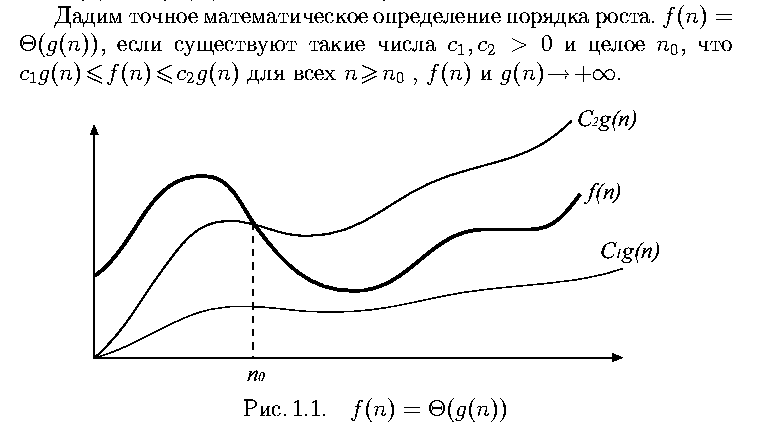 Дадим точное математическое определение порядка роста. f(n) =
Θ(g(n)), если существуют такие числа c₁, c₂ > 0 и целое n₀, что
c₁g(n) ⩽ f(n) ⩽ c₂g(n) для всех n ⩾ n₀ , f(n) и g(n) → +∞.
C₂g(n)
f(n)
C₁g(n)
n₀
Рис. 1.1. f(n) = Θ(g(n))